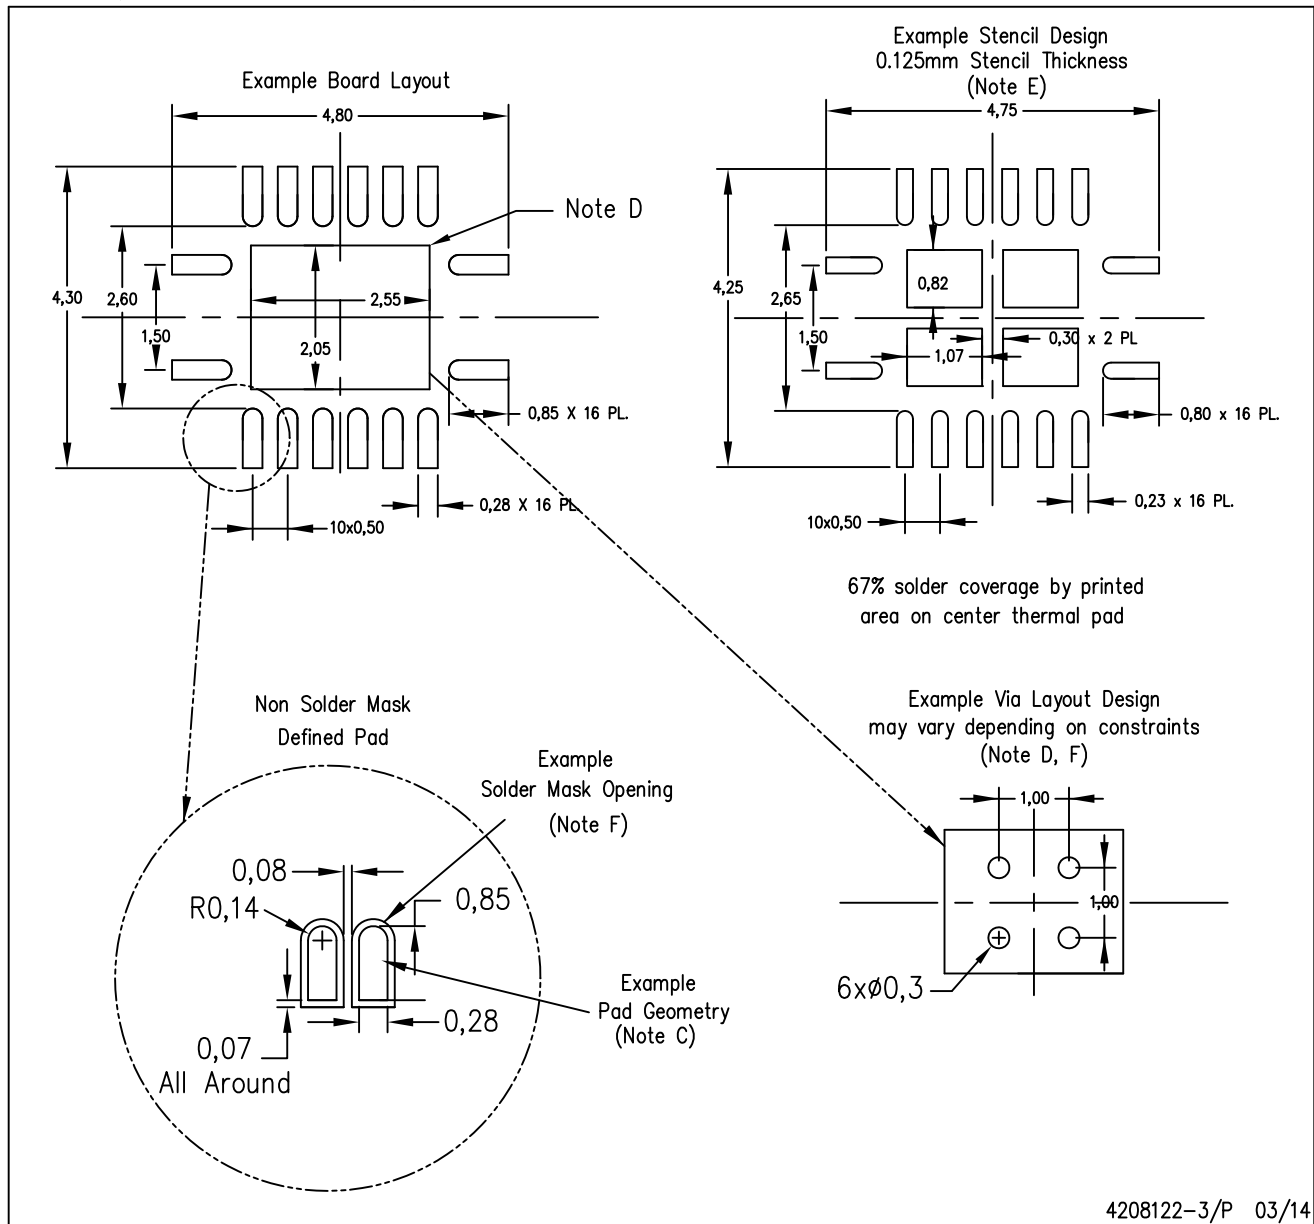 Example Board Layout
4,80
4,30
2,60
1,50
2,55
2,05
Note D
0,85 X 16 PL.
0,28 X 16 PL
10x0,50
Example Stencil Design
0.125mm Stencil Thickness
(Note E)
4,75
4,25
2,65
1,50
0,82
1,07
0,30 x 2 PL
0,80 x 16 PL.
0,23 x 16 PL.
10x0,50
67% solder coverage by printed
area on center thermal pad
Non Solder Mask
Defined Pad
Example
Solder Mask Opening
(Note F)
0,08
R0,14
0,85
Example
Pad Geometry
(Note C)
0,28
0,07
All Around
Example Via Layout Design
may vary depending on constraints
(Note D, F)
1,00
1,00
6xø0,3
4208122-3/P 03/14